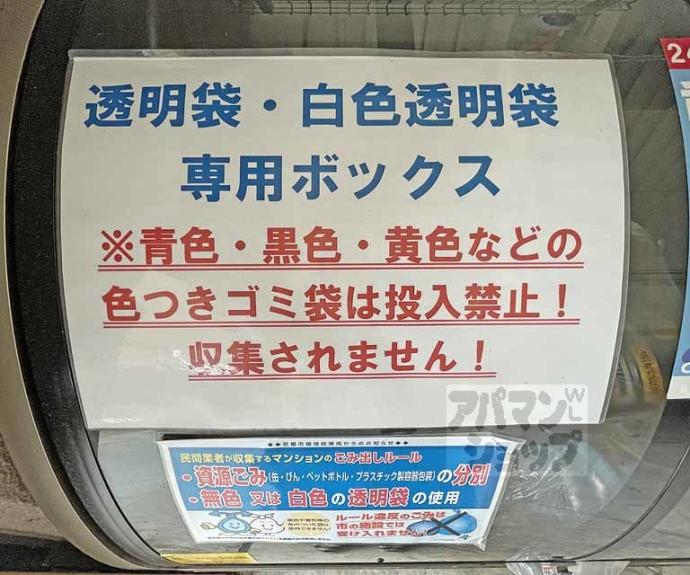 透明袋・白色透明袋
専用ボックス
※青色・黒色・黄色などの
色つきゴミ袋は投入禁止！
収集されません！
アパマン
ショップ
民間業者が収集するマンションのごみ出しルール
・資源ごみ(缶・びん・ペットボトル・プラスチック製容器包装)の分別
・無色 又は 白色の透明袋の使用
ルール違反のごみは
市の施設では
受け入れません！
24